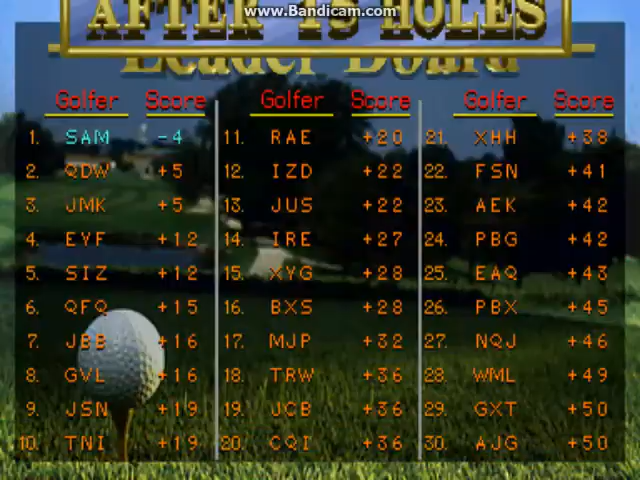 www.Bandicam.com
AFTER 15 HOLES
Leader Board
Golfer Score Golfer Score Golfer Score
1. SAM -4 11. RAE +20 21. XHH +38
2. QDW +5 12. IZD +22 22. FSN +41
3. JMK +5 13. JUS +22 23. AEK +42
4. EYF +12 14. IRE +27 24. PBG +42
5. SIZ +12 15. XYG +28 25. EAQ +43
6. QFQ +15 16. BXS +28 26. PBX +45
7. JBB +16 17. MJP +32 27. NQJ +46
8. GVL +16 18. TRW +36 28. WML +49
9. JSN +19 19. JCB +36 29. GXT +50
10. TNI +19 20. CQI +36 30. AJG +50